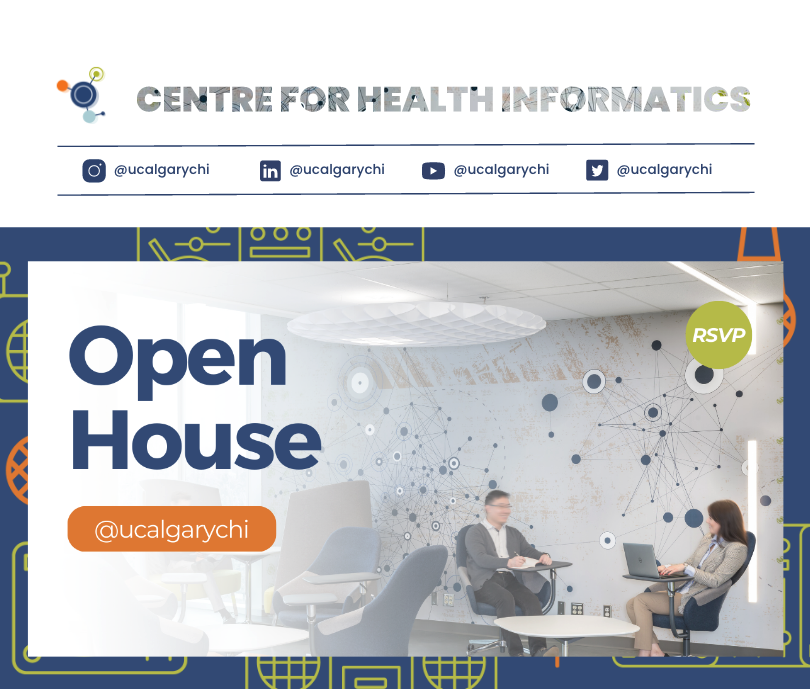 CENTRE FOR HEALTH INFORMATICS
@ucalgarychi @ucalgarychi @ucalgarychi @ucalgarychi
RSVP
Open
House
@ucalgarychi